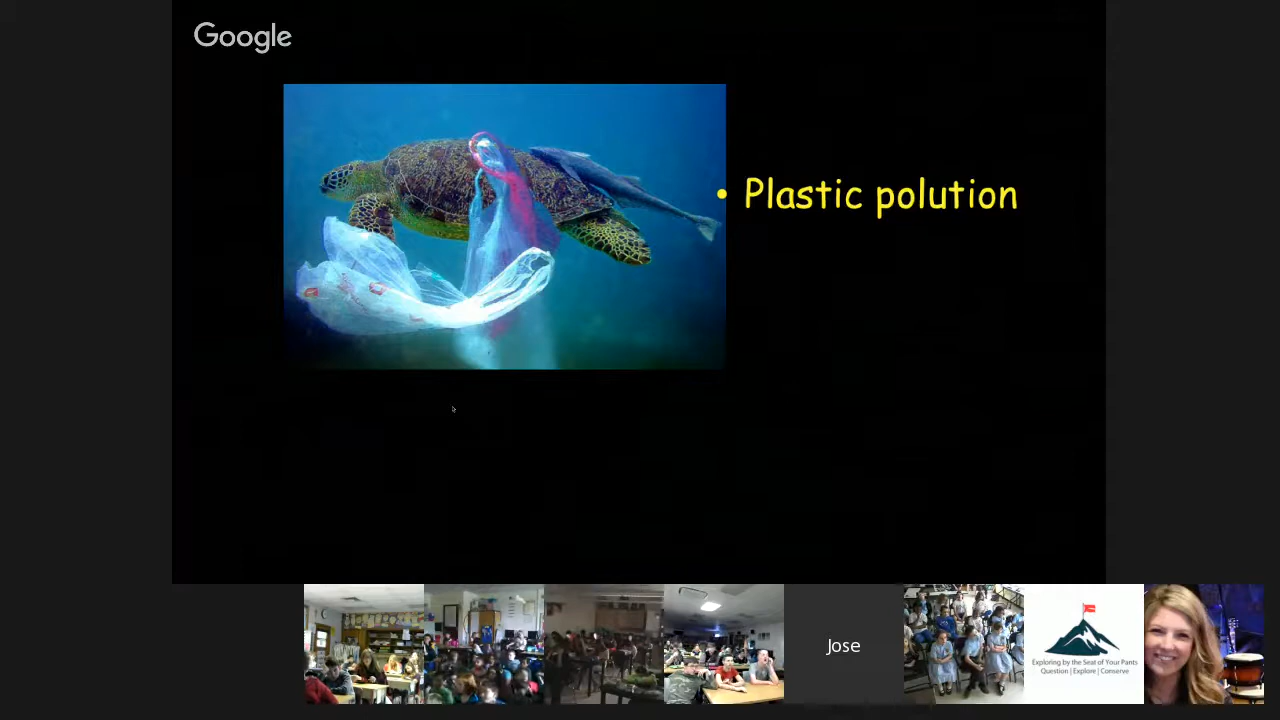 Google
• Plastic polution
Jose
Exploring by the Seat of Your Pants
Question | Explore | Conserve